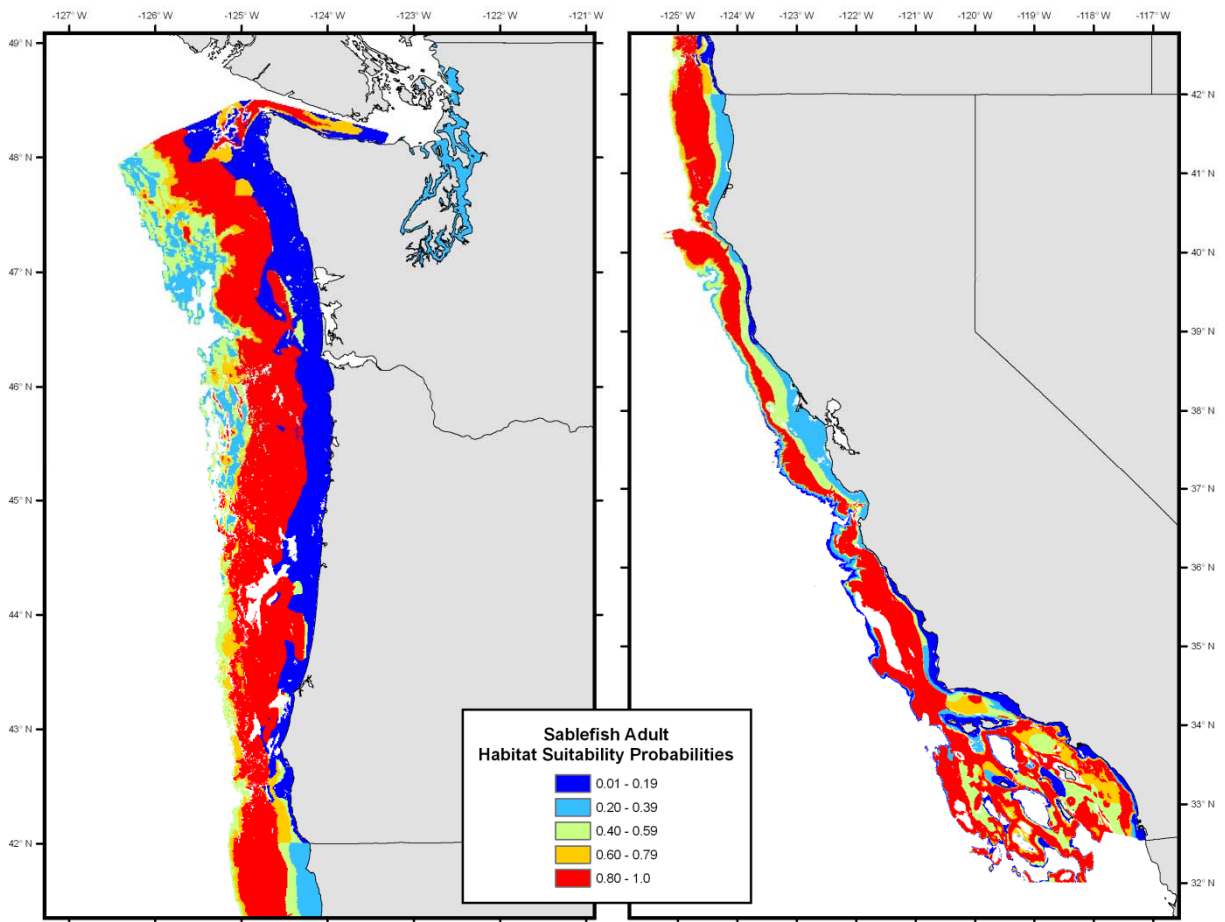 -127°W -126°W -125°W -124°W -123°W -122°W -121°W
-125°W -124°W -123°W -122°W -121°W -120°W -119°W -118°W -117°W
49° N
48° N
47° N
46° N
45° N
44° N
43° N
42° N
42° N
41° N
40° N
39° N
38° N
37° N
36° N
35° N
34° N
33° N
32° N
Sablefish Adult
Habitat Suitability Probabilities
0.01 - 0.19
0.20 - 0.39
0.40 - 0.59
0.60 - 0.79
0.80 - 1.0